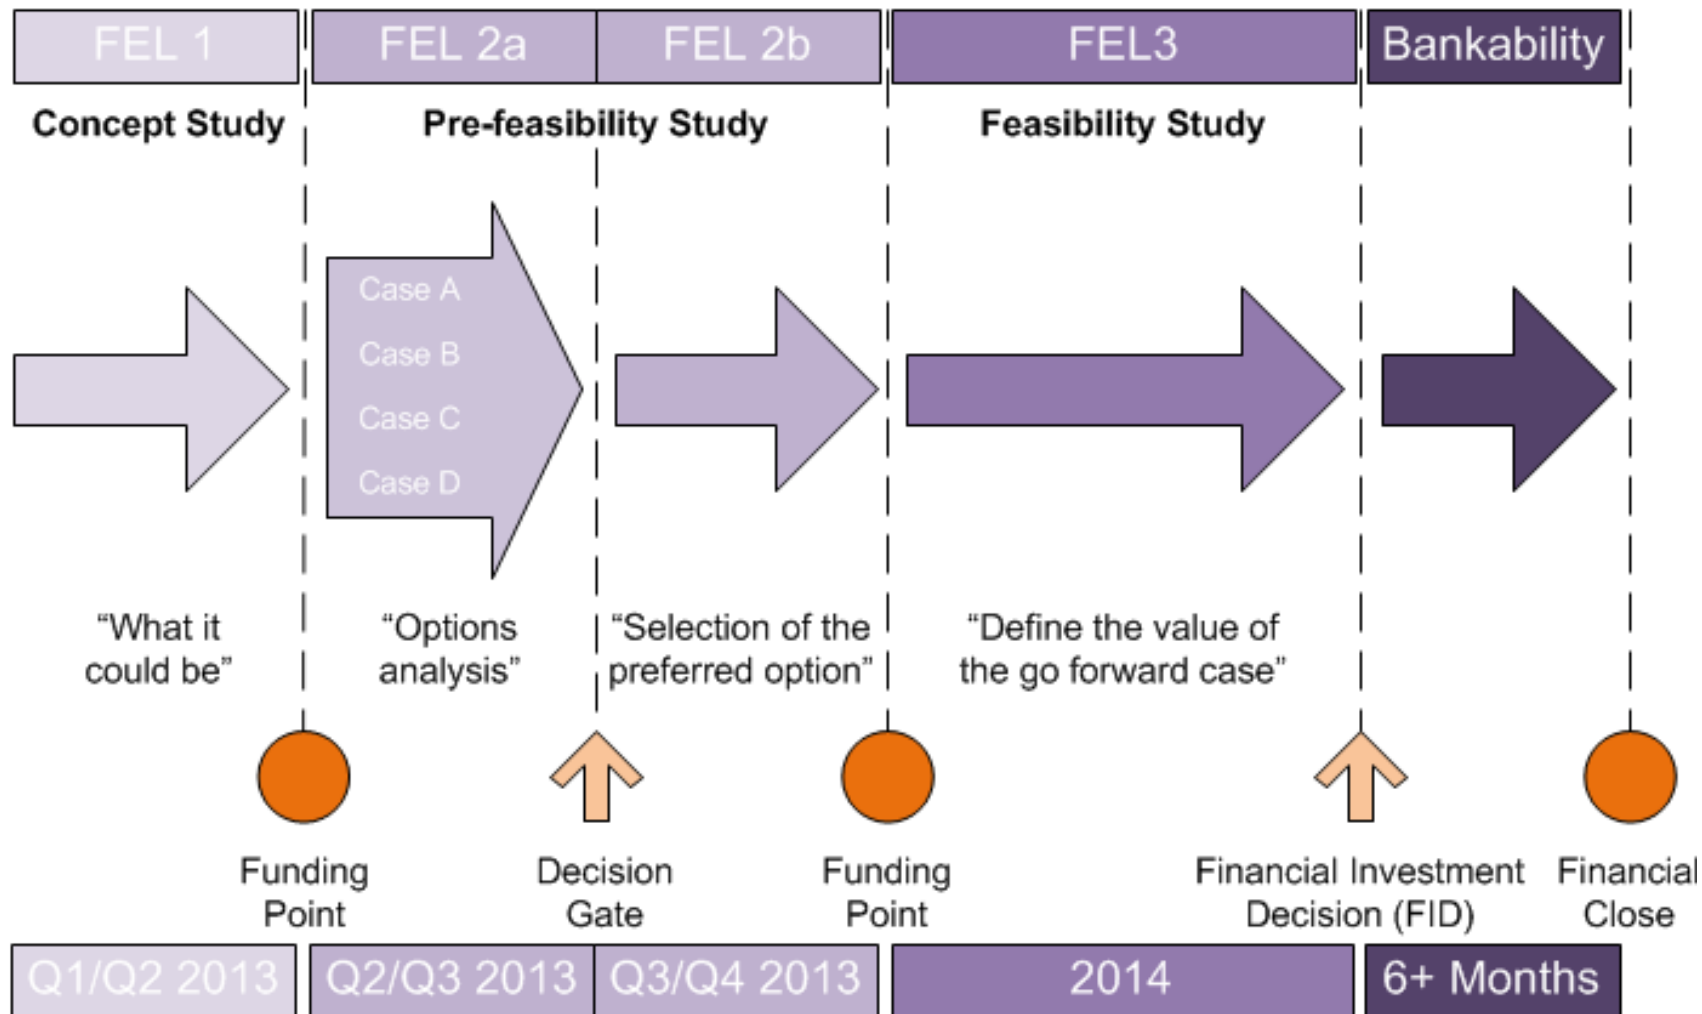 FEL 1
FEL 2a
FEL 2b
FEL3
Bankability
Concept Study
Pre-feasibility Study
Feasibility Study
Case A
Case B
Case C
Case D
“What it
could be”
“Options
analysis”
“Selection of the
preferred option”
“Define the value of
the go forward case”
Funding
Point
Decision
Gate
Funding
Point
Financial Investment
Decision (FID)
Financial
Close
Q1/Q2 2013
Q2/Q3 2013
Q3/Q4 2013
2014
6+ Months